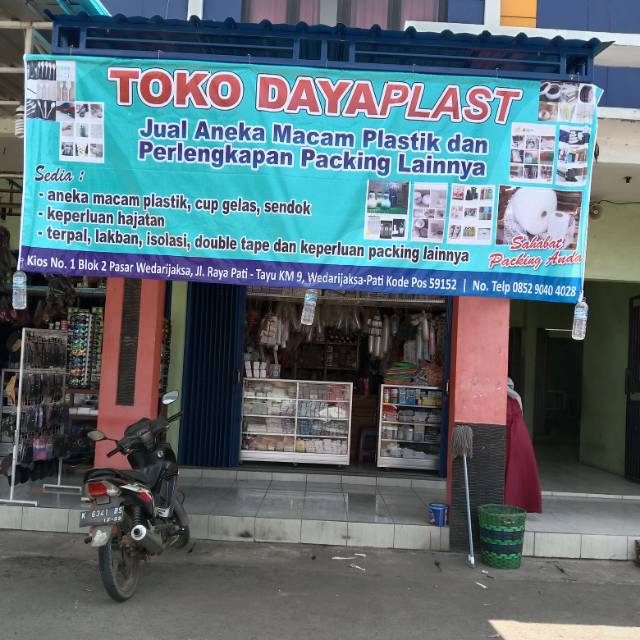 TOKO DAYAPLAST
Jual Aneka Macam Plastik dan
Perlengkapan Packing Lainnya
Sedia :
- aneka macam plastik, cup gelas, sendok
- keperluan hajatan
- terpal, lakban, isolasi, double tape dan keperluan packing lainnya
Sahabat
Packing Anda
Kios No. 1 Blok 2 Pasar Wedarijaksa, Jl. Raya Pati - Tayu KM 9, Wedarijaksa-Pati Kode Pos 59152 | No. Telp 0852 9040 4028